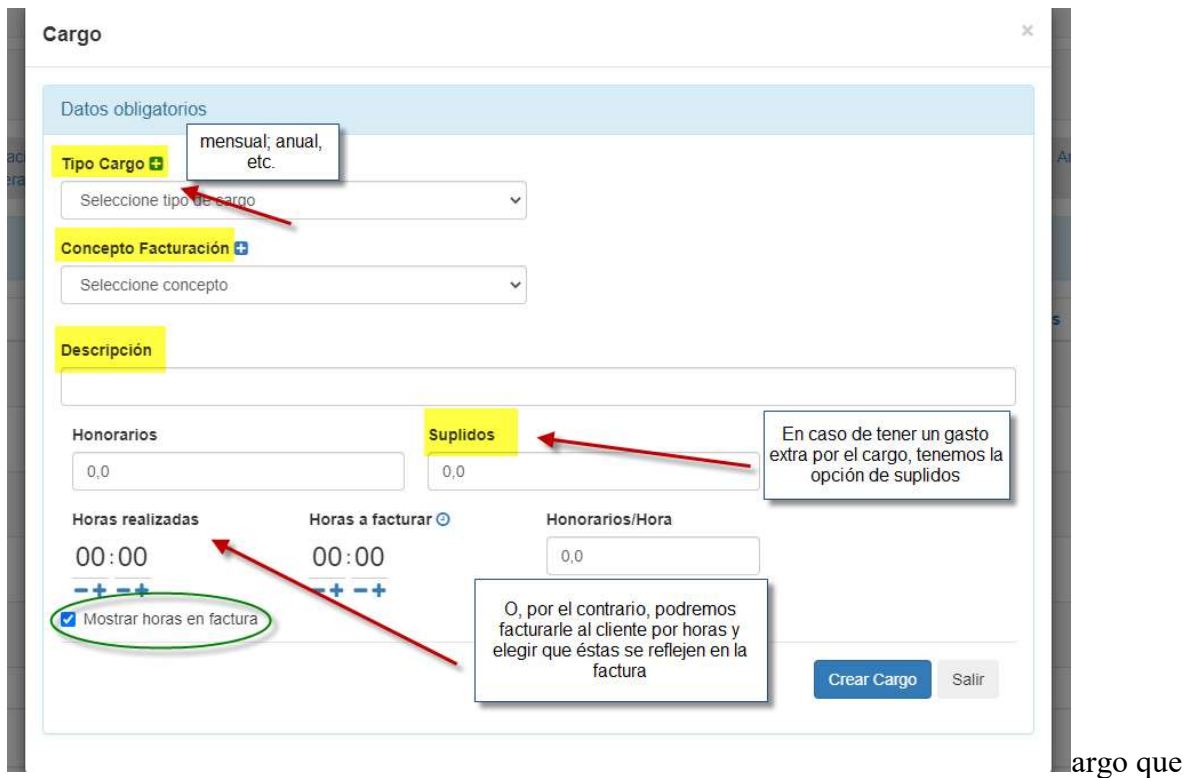 Cargo
×
Datos obligatorios
mensual; anual,
etc.
Tipo Cargo
Seleccione tipo de cargo
Concepto Facturación
Seleccione concepto
Descripción
Honorarios
Suplidos
En caso de tener un gasto
extra por el cargo, tenemos la
opción de suplidos
0,0
0,0
Horas realizadas
Horas a facturar
Honorarios/Hora
00:00
00:00
0,0
Mostrar horas en factura
O, por el contrario, podremos
facturarle al cliente por horas y
elegir que éstas se reflejen en la
factura
Crear Cargo
Salir
argo que